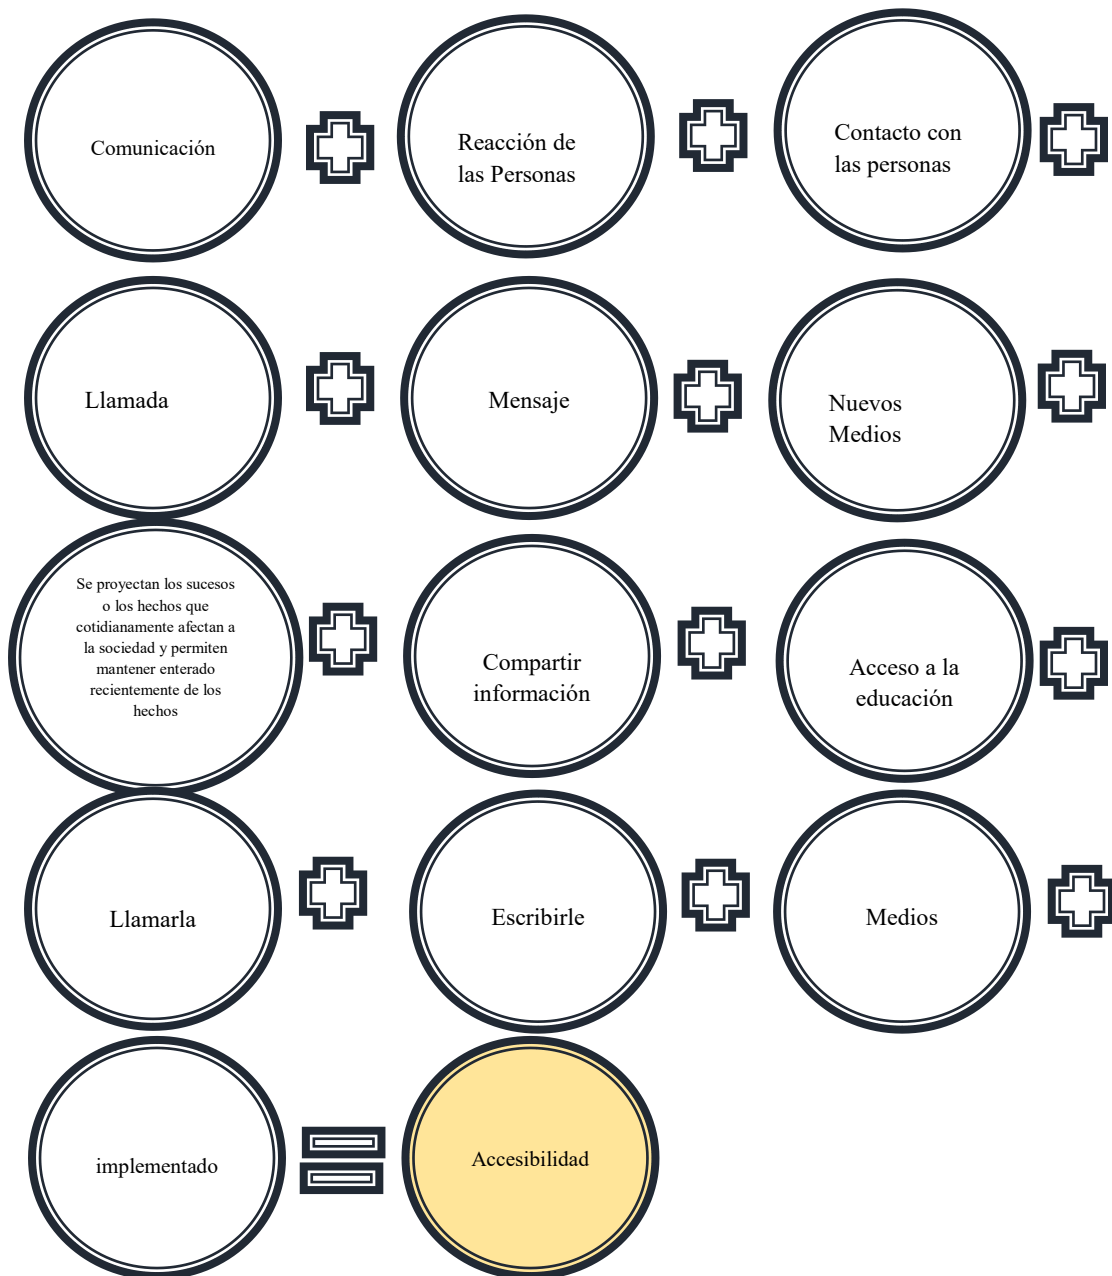 Comunicación
Reacción de
las Personas
Contacto con
las personas
Llamada
Mensaje
Nuevos
Medios
Se proyectan los sucesos
o los hechos que
cotidianamente afectan a
la sociedad y permiten
mantener enterado
recientemente de los
hechos
Compartir
información
Acceso a la
educación
Llamarla
Escribirle
Medios
implementado
Accesibilidad